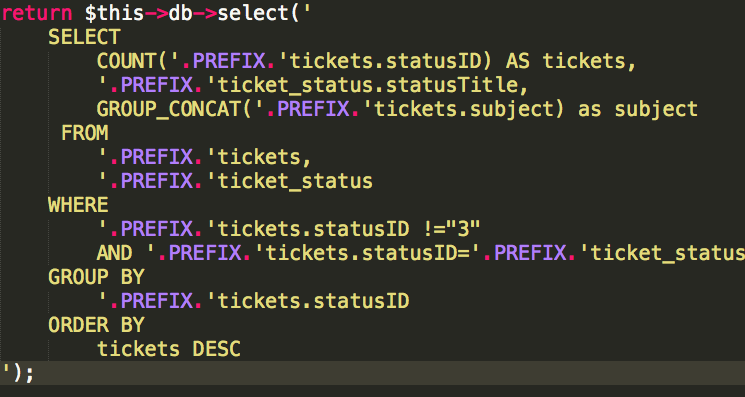 return $this->db->select('
SELECT
COUNT('.PREFIX.'tickets.statusID) AS tickets,
'.PREFIX.'ticket_status.statusTitle,
GROUP_CONCAT('.PREFIX.'tickets.subject) as subject
FROM
'.PREFIX.'tickets,
'.PREFIX.'ticket_status
WHERE
'.PREFIX.'tickets.statusID !="3"
AND '.PREFIX.'tickets.statusID='.PREFIX.'ticket_status
GROUP BY
'.PREFIX.'tickets.statusID
ORDER BY
tickets DESC
');